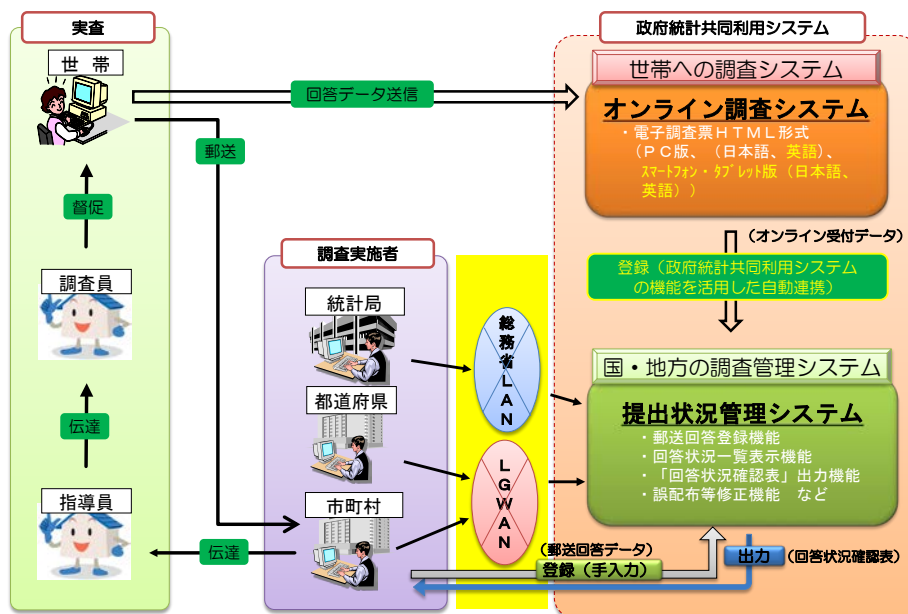 実査
世 帯
回答データ送信
郵送
督促
調査員
伝達
指導員
伝達
調査実施者
統計局
都道府県
市町村
総務省LAN
LGWAN
政府統計共同利用システム
世帯への調査システム
オンライン調査システム
・電子調査票HTML形式
(PC版、(日本語、英語)、
スマートフォン・タブレット版(日本語、
英語))
(オンライン受付データ)
登録(政府統計共同利用システム
の機能を活用した自動連携)
国・地方の調査管理システム
提出状況管理システム
・郵送回答登録機能
・回答状況一覧表示機能
・「回答状況確認表」出力機能
・誤配布等修正機能 など
(郵送回答データ)
登録(手入力)
出力
(回答状況確認表)